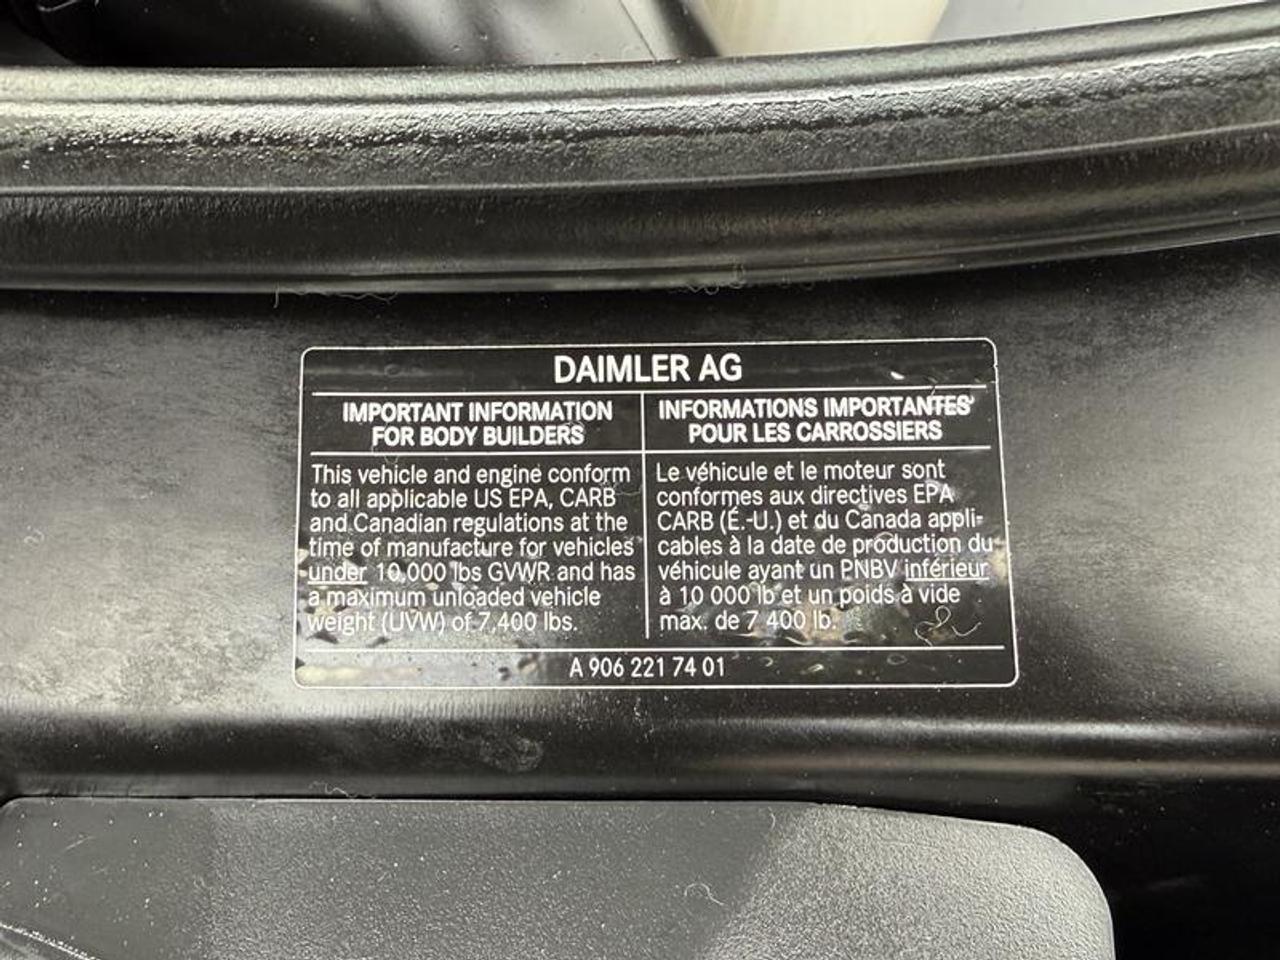 DAIMLER AG
IMPORTANT INFORMATION
FOR BODY BUILDERS
This vehicle and engine conform
to all applicable US EPA, CARB
and Canadian regulations at the
time of manufacture for vehicles
under 10,000 lbs GVWR and has
a maximum unloaded vehicle
weight (UVW) of 7,400 lbs.
INFORMATIONS IMPORTANTES
POUR LES CARROSSIERS
Le véhicule et le moteur sont
conformes aux directives EPA
CARB (É.-U.) et du Canada appli-
cables à la date de production du
véhicule ayant un PNBV inférieur
à 10 000 lb et un poids à vide
max. de 7 400 lb.
A 906 221 74 01